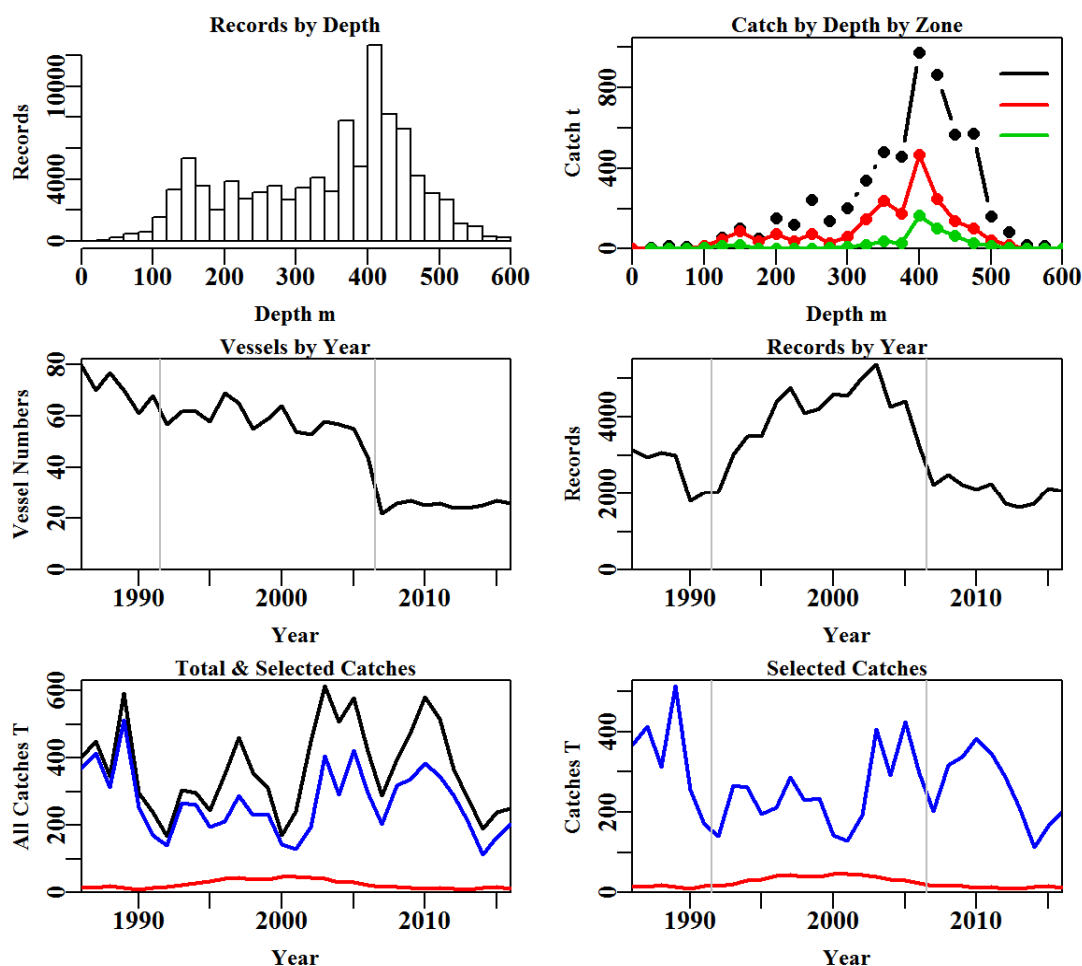 Records by Depth
Records
0 4000 10000
0 100 200 300 400 500 600
Depth m
Catch by Depth by Zone
Catch t
0 400 800
0 100 200 300 400 500 600
Depth m
Vessels by Year
Vessel Numbers
0 20 40 60 80
1990 2000 2010
Year
Records by Year
Records
0 2000 4000
1990 2000 2010
Year
Total & Selected Catches
All Catches T
0 200 400 600
1990 2000 2010
Year
Selected Catches
Catches T
0 200 400
1990 2000 2010
Year